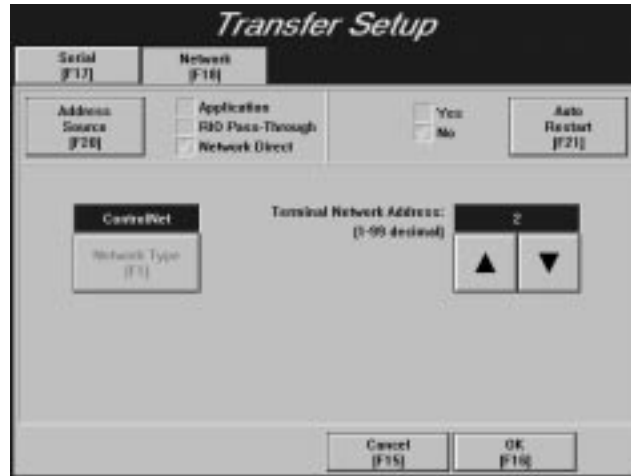 Transfer Setup
Serial
[F17]
Network
[F18]
Address
Source
[F20]
Application
RIO Pass-Through
Network Direct
Yes
No
Auto
Restart
[F21]
ControlNet
Network Type
[F1]
Terminal Network Address:
(1-99 decimal)
2
Cancel
[F15]
OK
[F16]